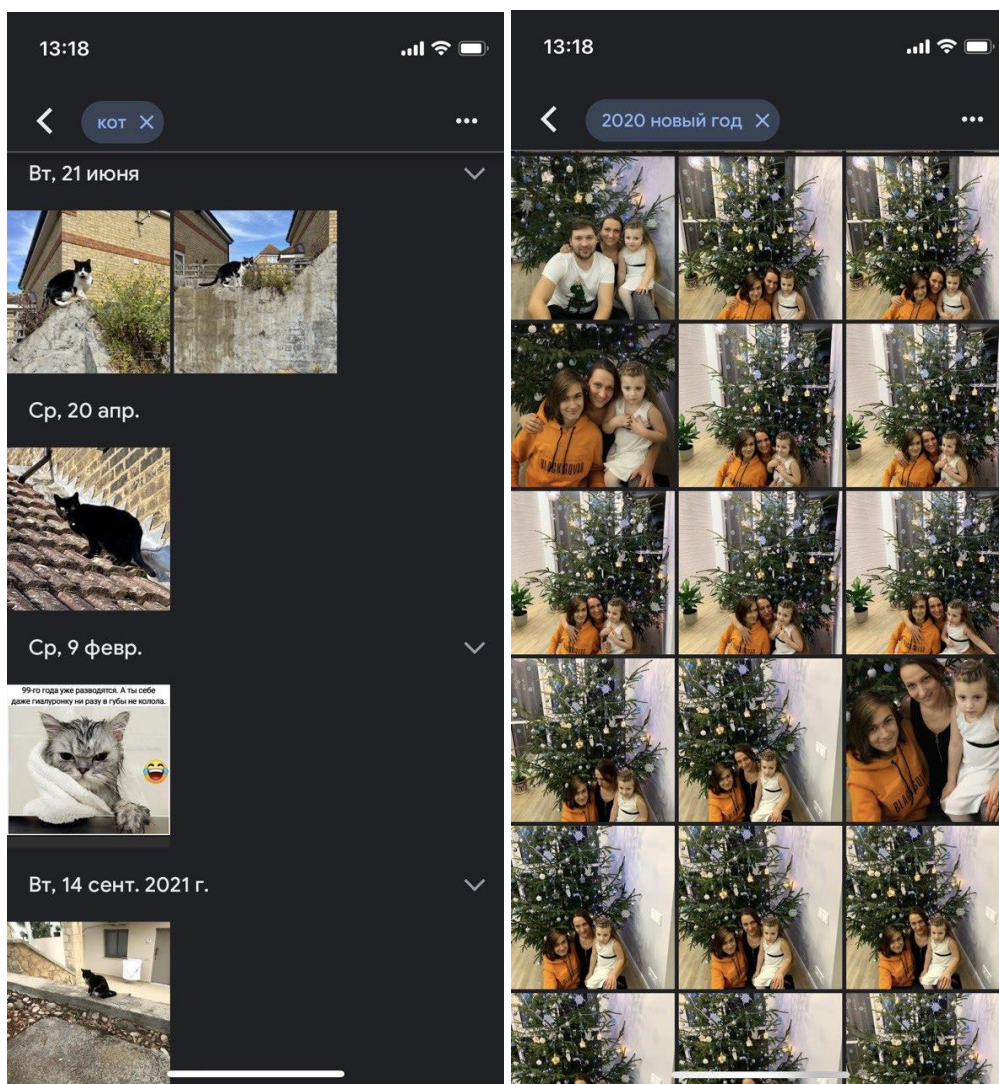 13:18
кот
Вт, 21 июня
Ср, 20 апр.
Ср, 9 февр.
99-го года уже разводятся. А ты себе
даже гиалуронку ни разу в губы не колола.
Вт, 14 сент. 2021 г.
13:18
2020 новый год
BLACKSQUAD